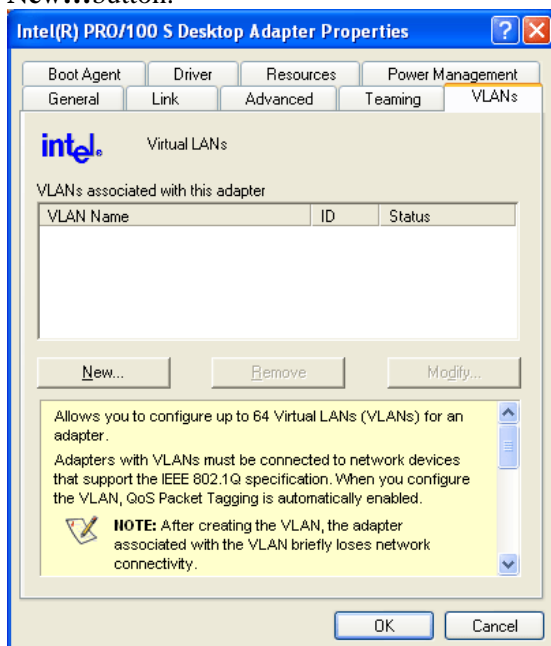 New...button.
Intel(R) PRO/100 S Desktop Adapter Properties
Boot Agent Driver Resources Power Management
General Link Advanced Teaming VLANs
intel. Virtual LANs
VLANs associated with this adapter
VLAN Name ID Status
New... Remove Modify...
Allows you to configure up to 64 Virtual LANs (VLANs) for an
adapter.
Adapters with VLANs must be connected to network devices
that support the IEEE 802.1Q specification. When you configure
the VLAN, QoS Packet Tagging is automatically enabled.
NOTE: After creating the VLAN, the adapter
associated with the VLAN briefly loses network
connectivity.
OK Cancel